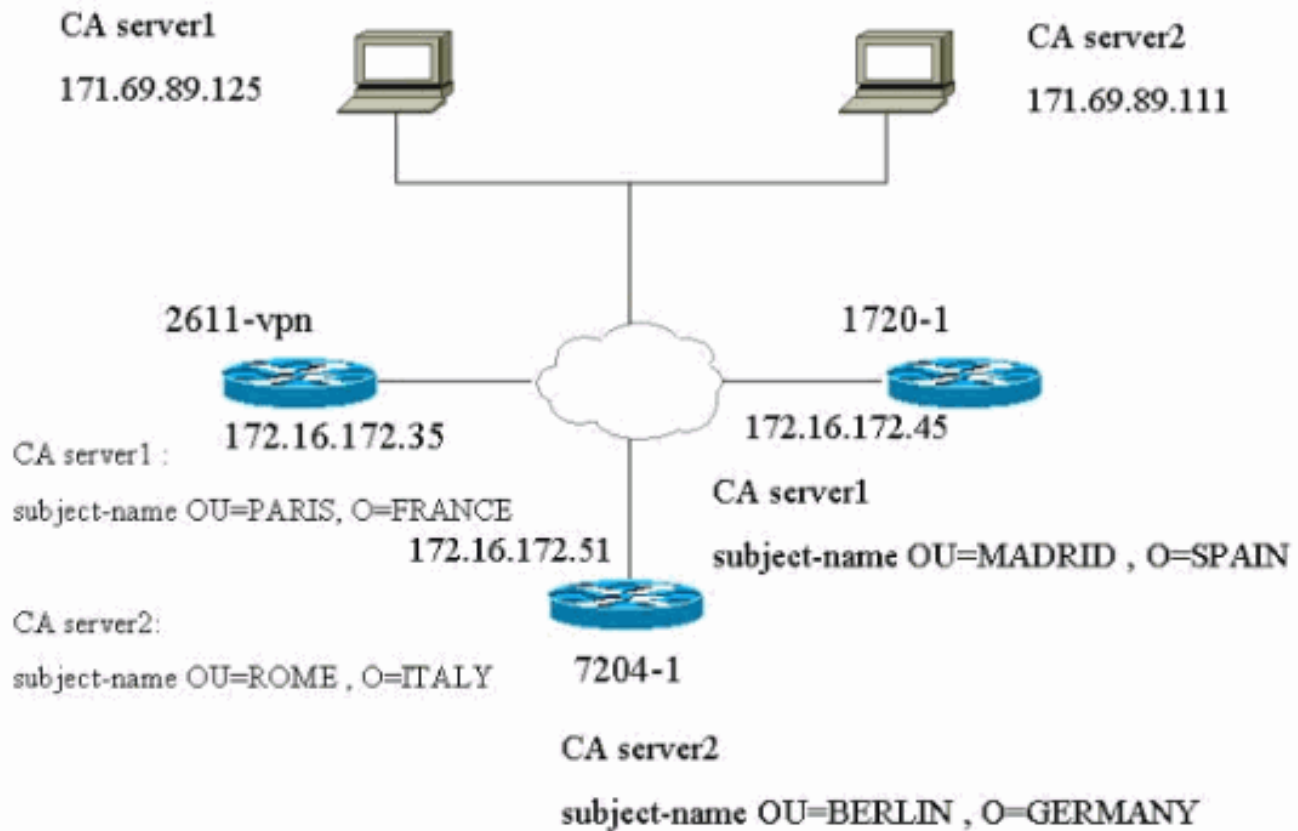 CA server1
171.69.89.125
CA server2
171.69.89.111
2611-vpn
172.16.172.35
1720-1
172.16.172.45
CA server1 :
subject-name OU=PARIS, O=FRANCE
CA server2:
subject-name OU=ROME , O=ITALY
CA server1
subject-name OU=MADRID , O=SPAIN
172.16.172.51
7204-1
CA server2
subject-name OU=BERLIN , O=GERMANY